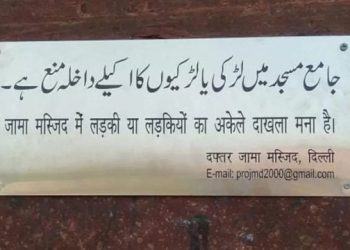 جامع مسجد میں لڑکی یا لڑکیوں کا اکیلے داخلہ منع ہے۔
जामा मस्जिद में लड़की या लड़कियों का अकेले दाखला मना है।
दफ्तर जामा मस्जिद, दिल्ली
E-mail: projmd2000@gmail.com